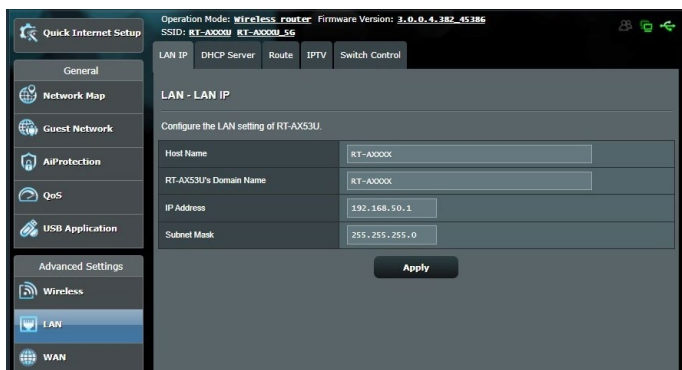 Quick Internet Setup
General
Network Map
Guest Network
AiProtection
QoS
USB Application
Advanced Settings
Wireless
LAN
WAN
Operation Mode: Wireless router Firmware Version: 3.0.0.4.382_45386
SSID: RT-AXXXU RT-AXXXU_5G
LAN IP DHCP Server Route IPTV Switch Control
LAN - LAN IP
Configure the LAN setting of RT-AX53U.
Host Name RT-AXXXX
RT-AX53U's Domain Name RT-AXXXX
IP Address 192.168.50.1
Subnet Mask 255.255.255.0
Apply